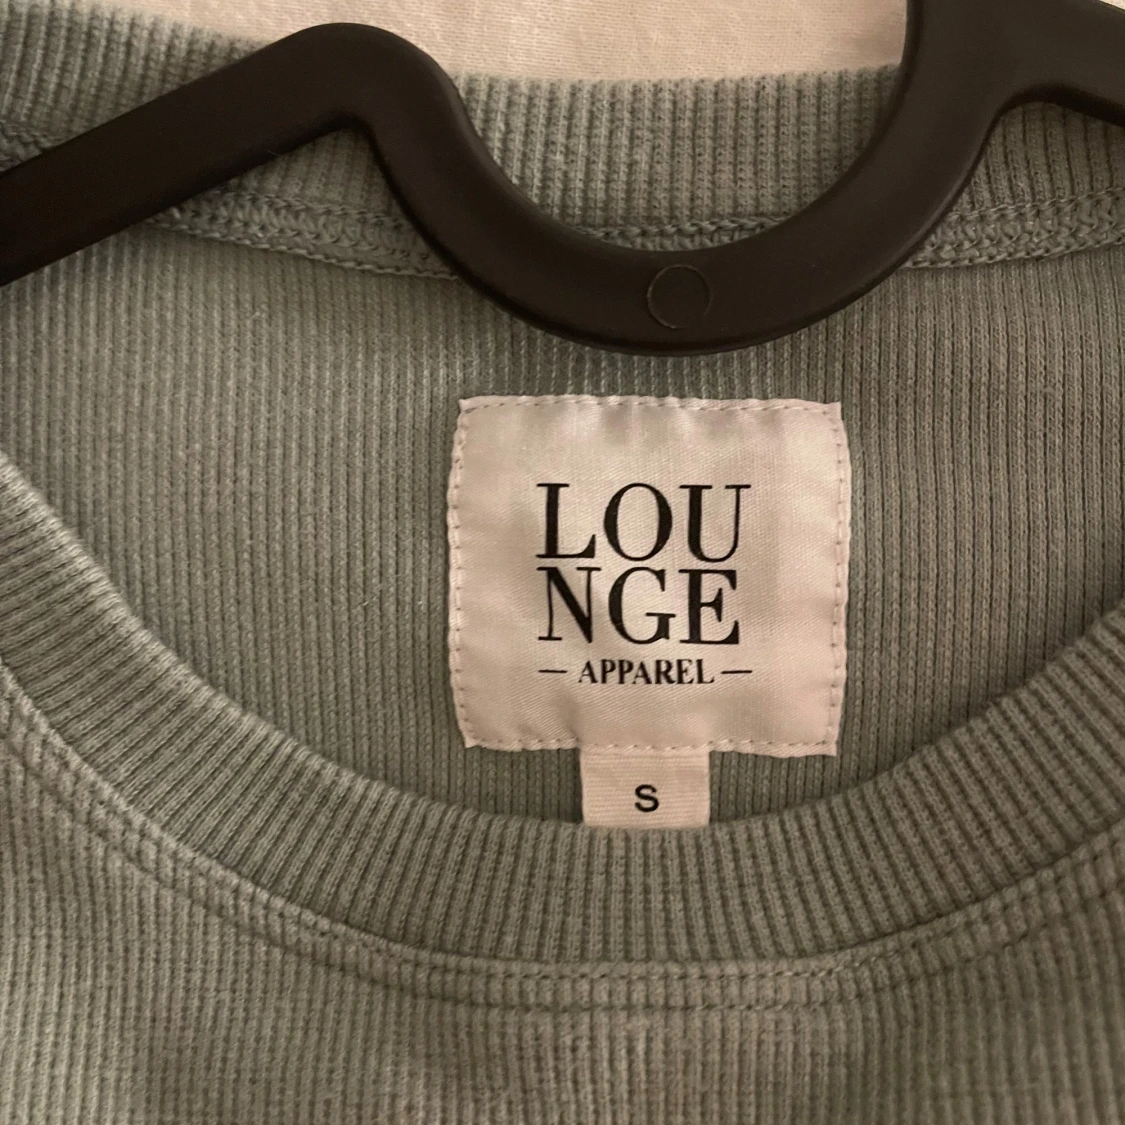 LOU
NGE
— APPAREL —
S